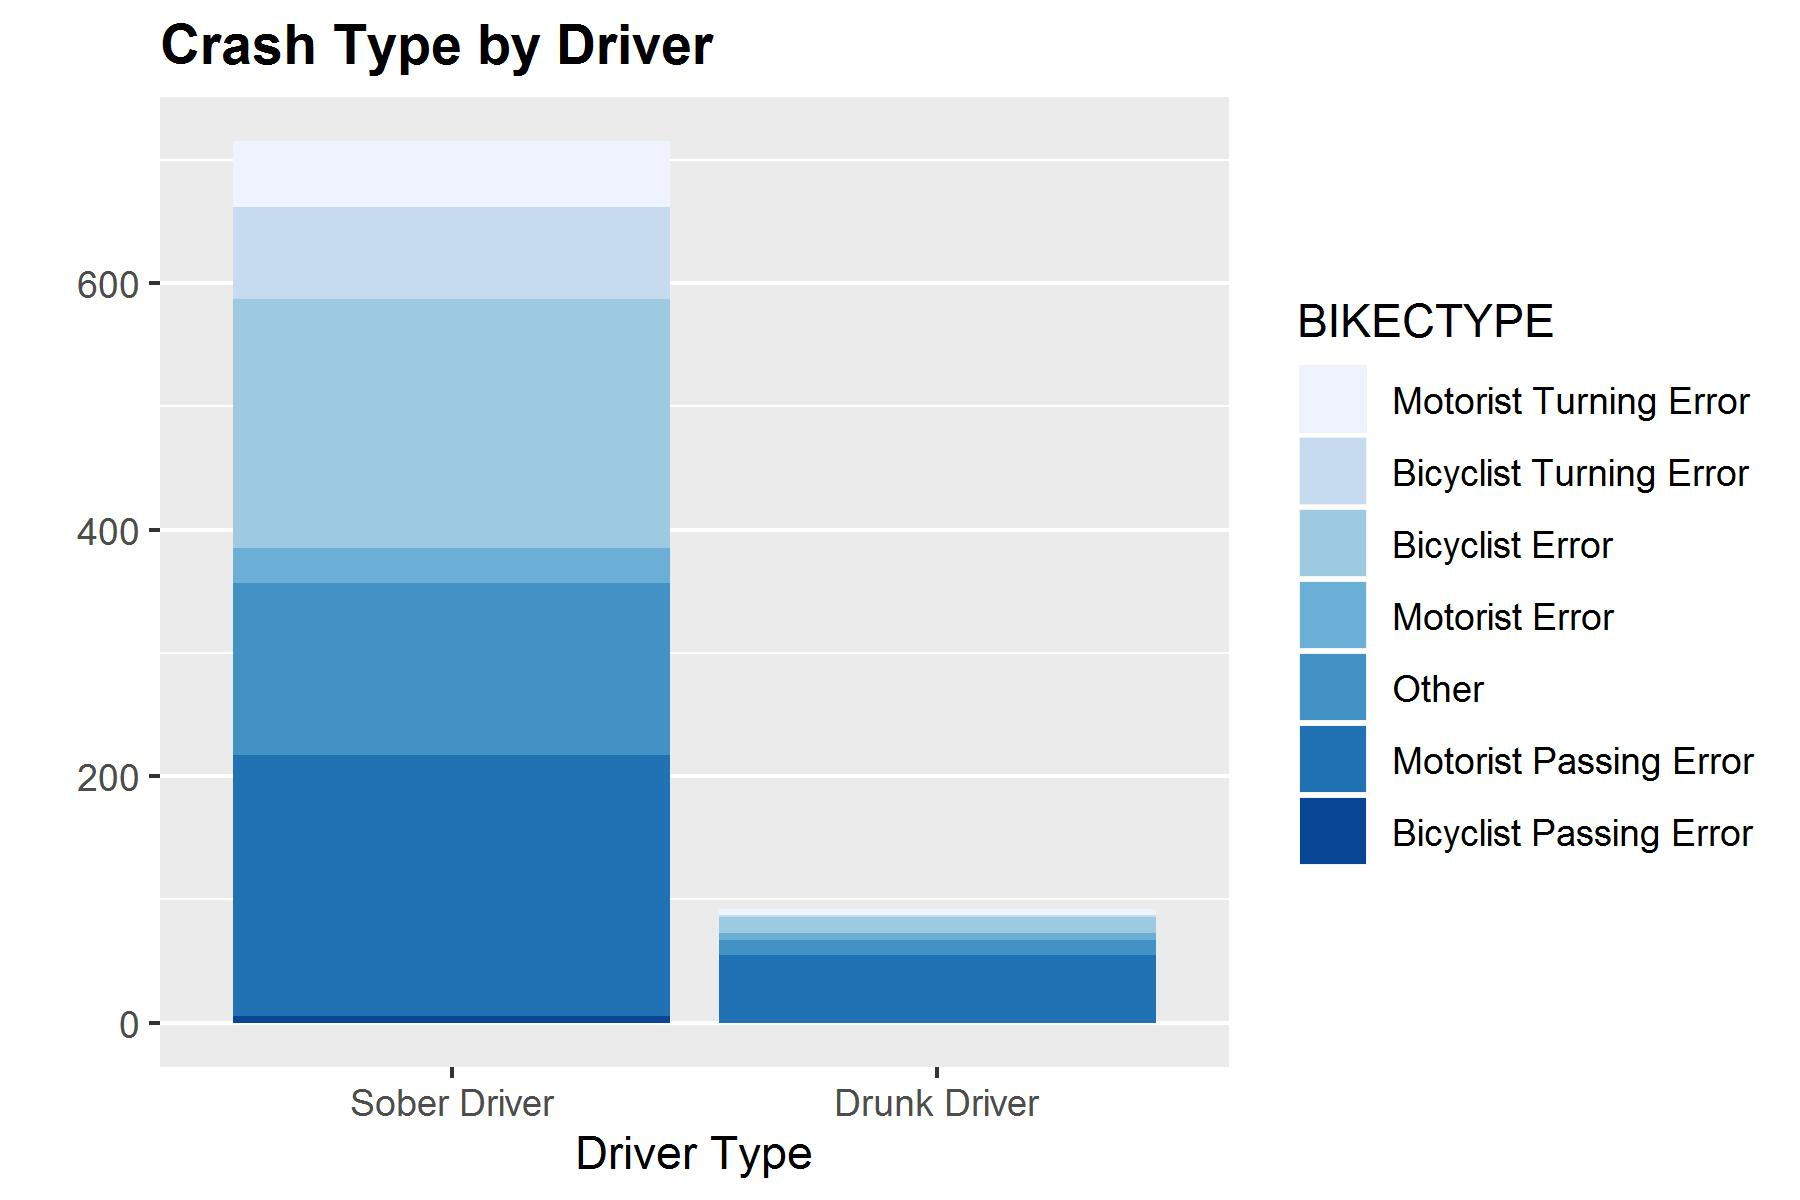 Crash Type by Driver
600
400
200
0
Sober Driver
Drunk Driver
Driver Type
BIKECTYPE
Motorist Turning Error
Bicyclist Turning Error
Bicyclist Error
Motorist Error
Other
Motorist Passing Error
Bicyclist Passing Error